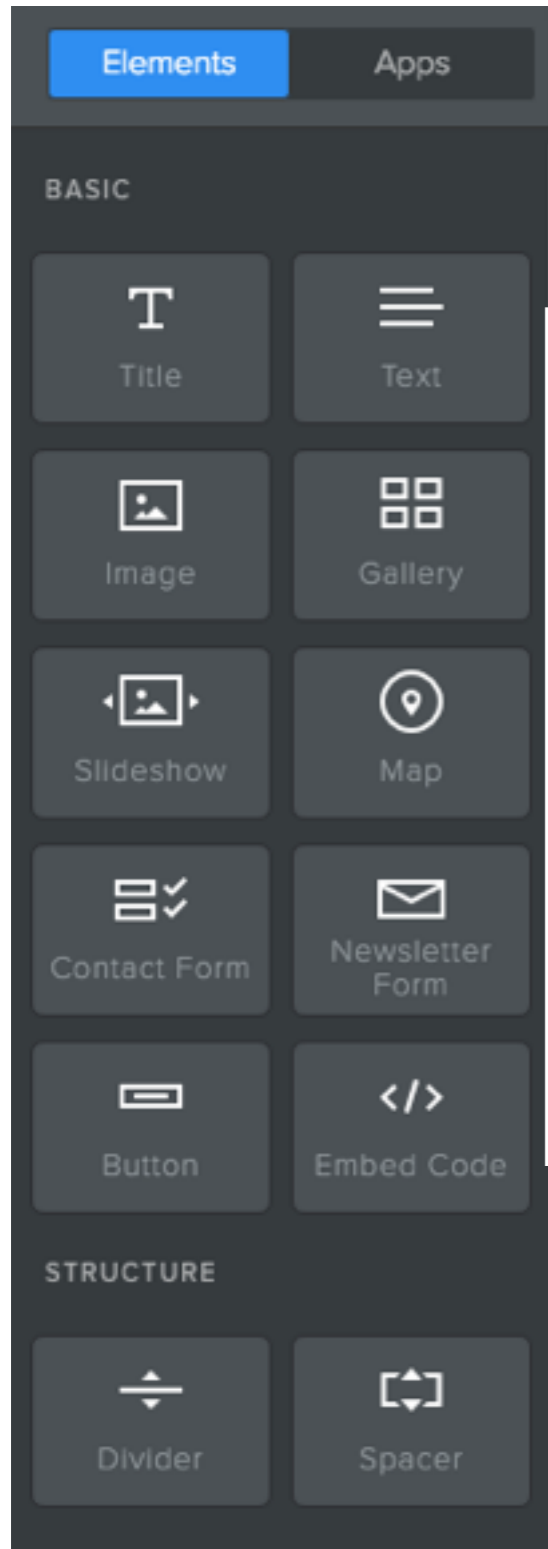 Elements Apps
BASIC
Title Text
Image Gallery
Slideshow Map
Contact Form Newsletter
Form
Button Embed Code
STRUCTURE
Divider Spacer